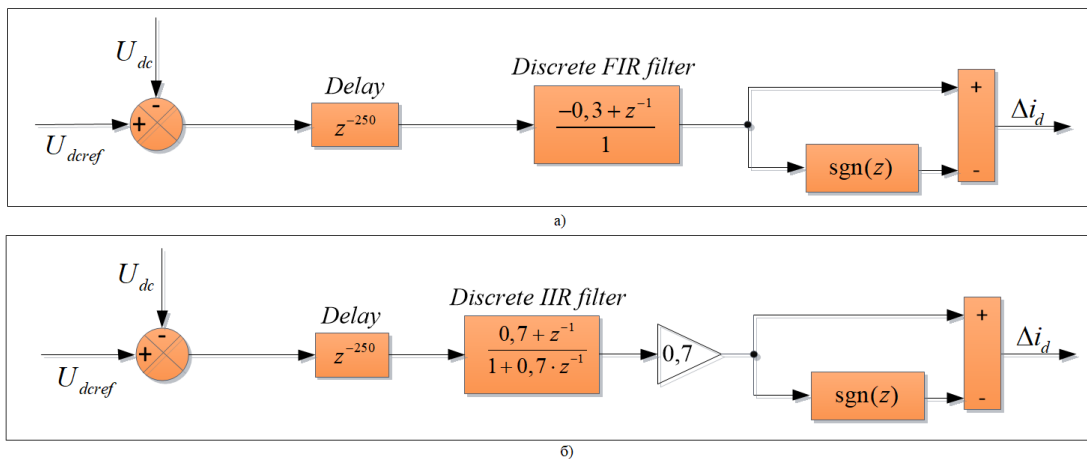 U_dc
-
+
U_dcref
Delay
z^-250
Discrete FIR filter
-0,3 + z^-1
1
sgn(z)
+
-
Δi_d
а)
U_dc
-
+
U_dcref
Delay
z^-250
Discrete IIR filter
0,7 + z^-1
1 + 0,7 · z^-1
0,7
sgn(z)
+
-
Δi_d
б)